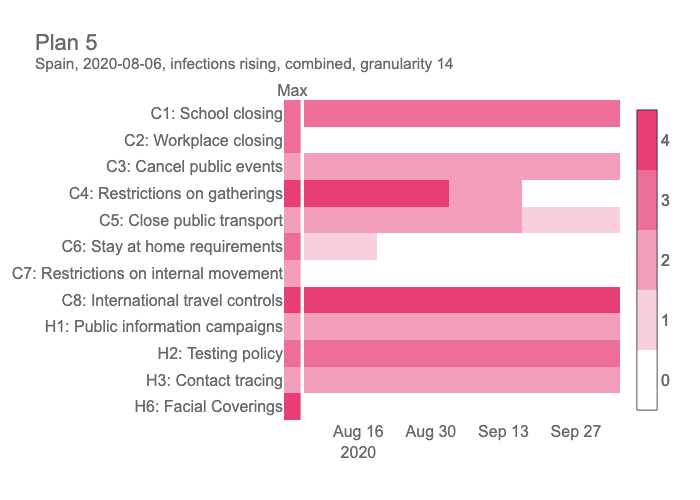 Plan 5
Spain, 2020-08-06, infections rising, combined, granularity 14
Max
C1: School closing
C2: Workplace closing
C3: Cancel public events
C4: Restrictions on gatherings
C5: Close public transport
C6: Stay at home requirements
C7: Restrictions on internal movement
C8: International travel controls
H1: Public information campaigns
H2: Testing policy
H3: Contact tracing
H6: Facial Coverings
Aug 16 Aug 30 Sep 13 Sep 27
2020
4
3
2
1
0